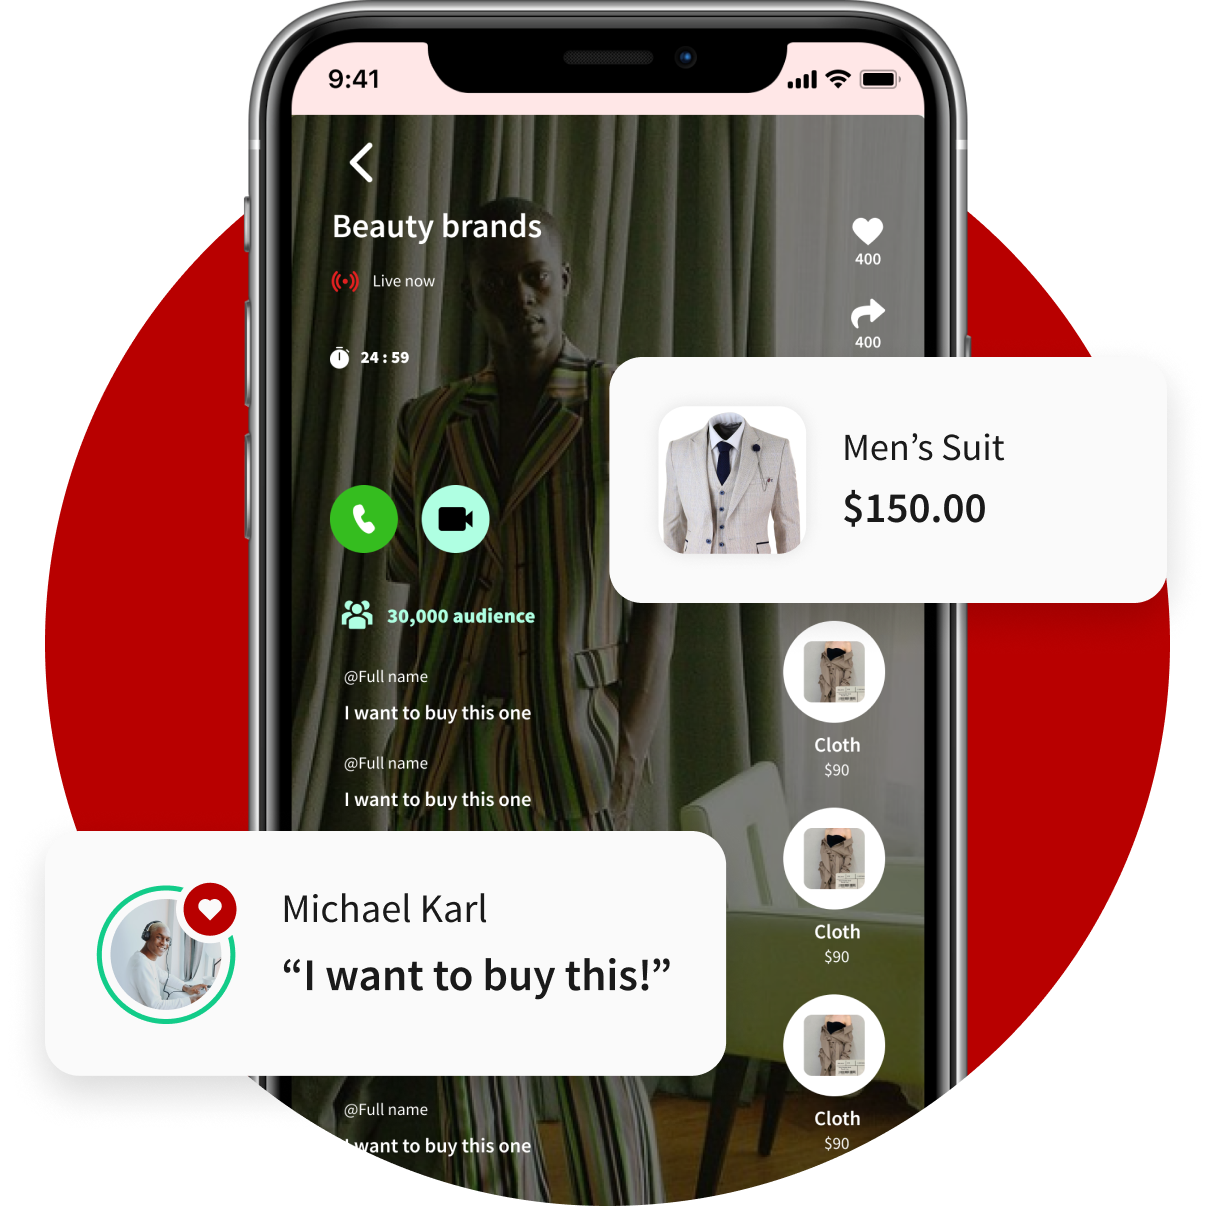 9:41
Beauty brands
Live now
24 : 59
400
400
Men’s Suit
$150.00
30,000 audience
@Full name
I want to buy this one
@Full name
I want to buy this one
Cloth
$90
Cloth
$90
Michael Karl
“I want to buy this!”
@Full name
I want to buy this one
Cloth
$90